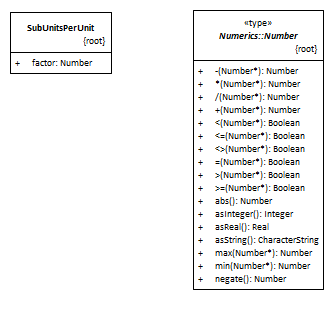 SubUnitsPerUnit
{root}
+ factor: Number
«type»
Numerics::Number
{root}
+ -(Number*): Number
+ *(Number*): Number
+ /(Number*): Number
+ +(Number*): Number
+ <(Number*): Boolean
+ <=(Number*): Boolean
+ <>(Number*): Boolean
+ =(Number*): Boolean
+ >(Number*): Boolean
+ >=(Number*): Boolean
+ abs(): Number
+ asInteger(): Integer
+ asReal(): Real
+ asString(): CharacterString
+ max(Number*): Number
+ min(Number*): Number
+ negate(): Number